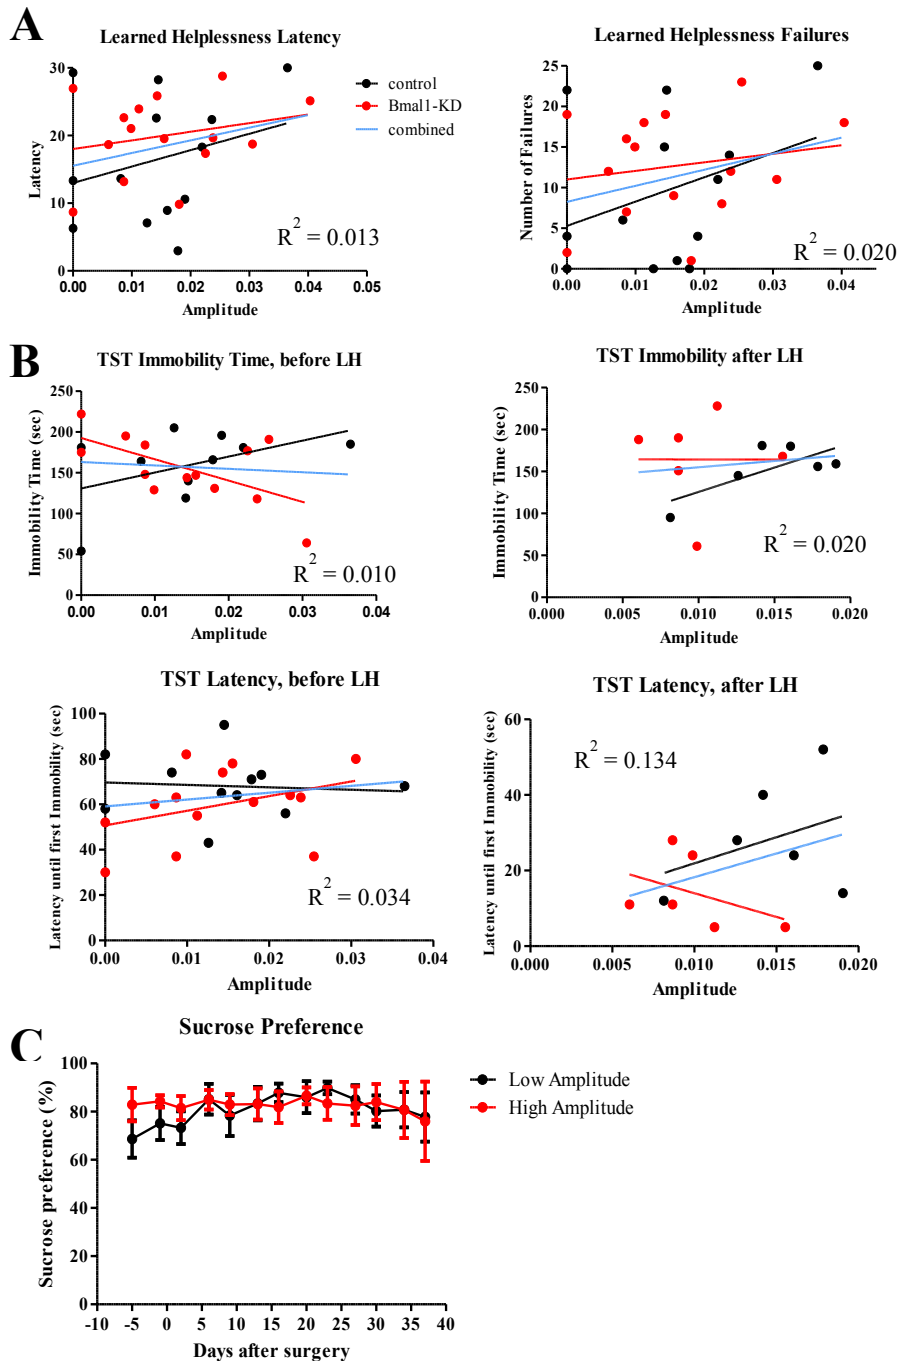 A
Learned Helplessness Latency
30
20
10
0
Latency
0.00 0.01 0.02 0.03 0.04 0.05
Amplitude
R2 = 0.013
control
Bmal1-KD
combined
Learned Helplessness Failures
25
20
15
10
5
0
Number of Failures
0.00 0.01 0.02 0.03 0.04
Amplitude
R2 = 0.020
B
TST Immobility Time, before LH
250
200
150
100
50
0
Immobility Time (sec)
0.00 0.01 0.02 0.03 0.04
Amplitude
R2 = 0.010
TST Immobility after LH
250
200
150
100
50
0
Immobility Time (sec)
0.000 0.005 0.010 0.015 0.020
Amplitude
R2 = 0.020
TST Latency, before LH
100
80
60
40
20
0
Latency until first Immobility (sec)
0.00 0.01 0.02 0.03 0.04
Amplitude
R2 = 0.034
TST Latency, after LH
60
40
20
0
Latency until first Immobility (sec)
0.000 0.005 0.010 0.015 0.020
Amplitude
R2 = 0.134
C
Sucrose Preference
100
80
60
40
20
0
Sucrose preference (%)
-10 -5 0 5 10 15 20 25 30 35 40
Days after surgery
Low Amplitude
High Amplitude